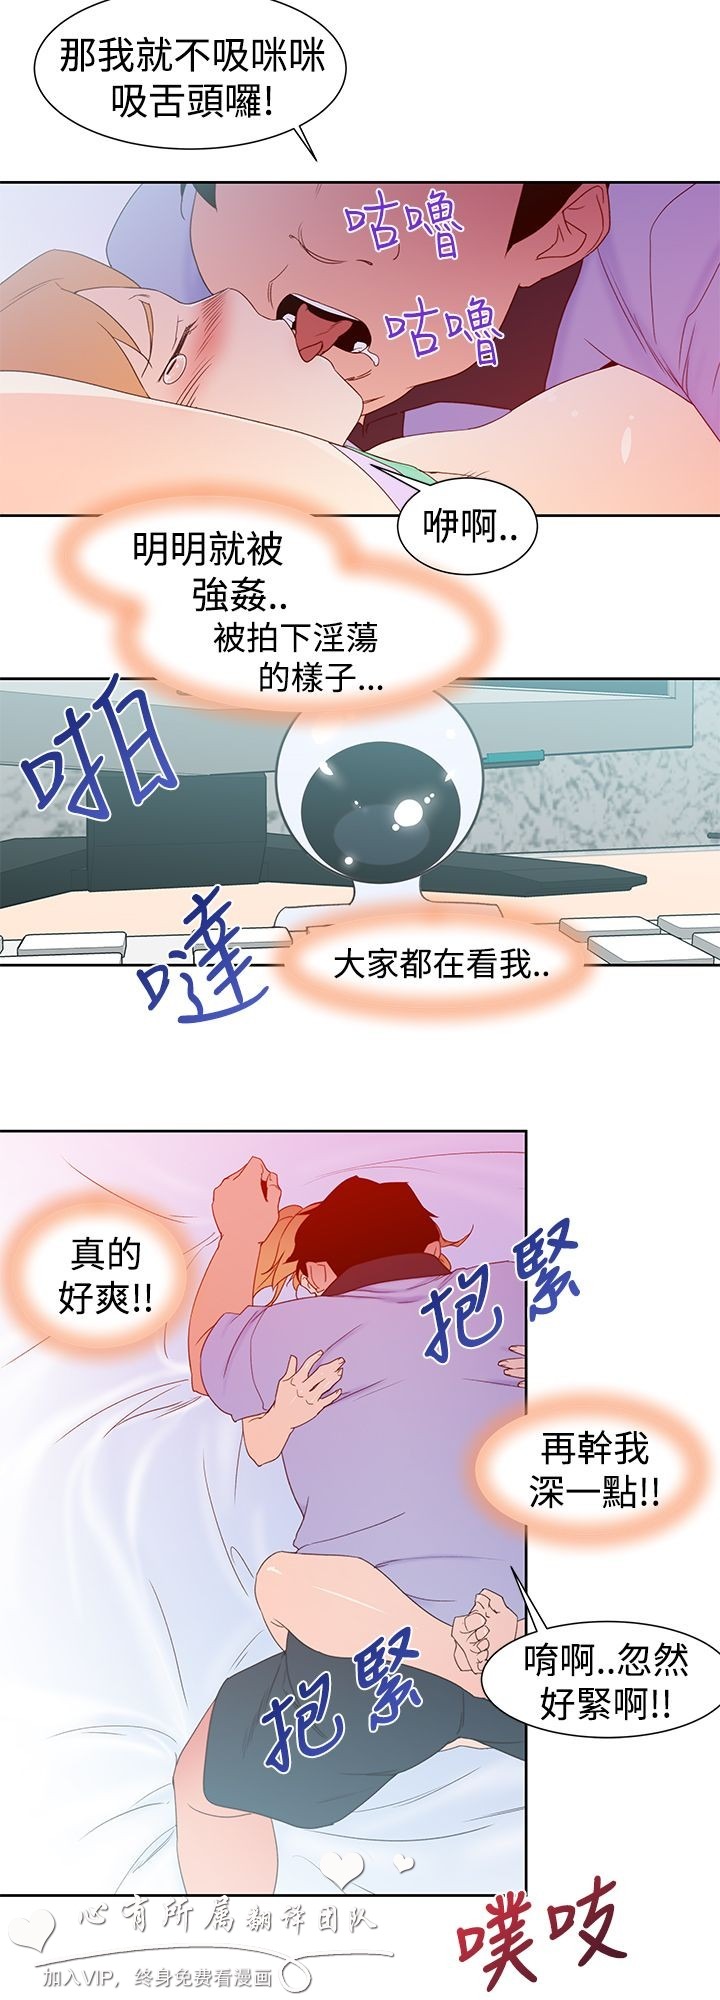 那我就不吸咪咪
吸舌頭囉!
咕嚕
咕嚕
咿啊..
明明就被
強姦..
被拍下淫蕩
的樣子...
啪
噠
大家都在看我..
真的
好爽!!
抱緊
再幹我
深一點!!
唷啊..忽然
好緊啊!!
抱緊
噗吱
心有所属翻译团队
加入VIP，终身免费看漫画